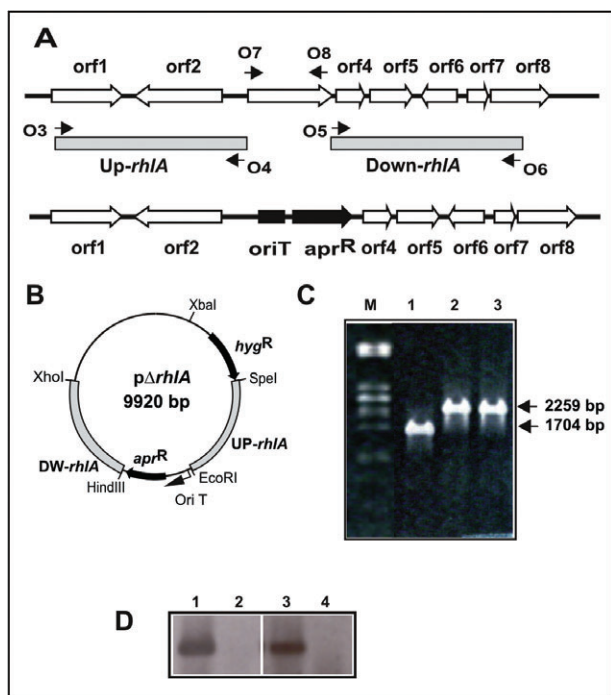 A
O7 O8
orf1 orf2 orf4 orf5 orf6 orf7 orf8
O3 O5
Up-rhlA O4 Down-rhlA O6
orf1 orf2 oriT aprR orf4 orf5 orf6 orf7 orf8
B
XbaI
hygR
XhoI SpeI
pΔrhlA
9920 bp
DW-rhlA aprR UP-rhlA
HindIII EcoRI
Ori T
C
M 1 2 3
2259 bp
1704 bp
D
1 2 3 4